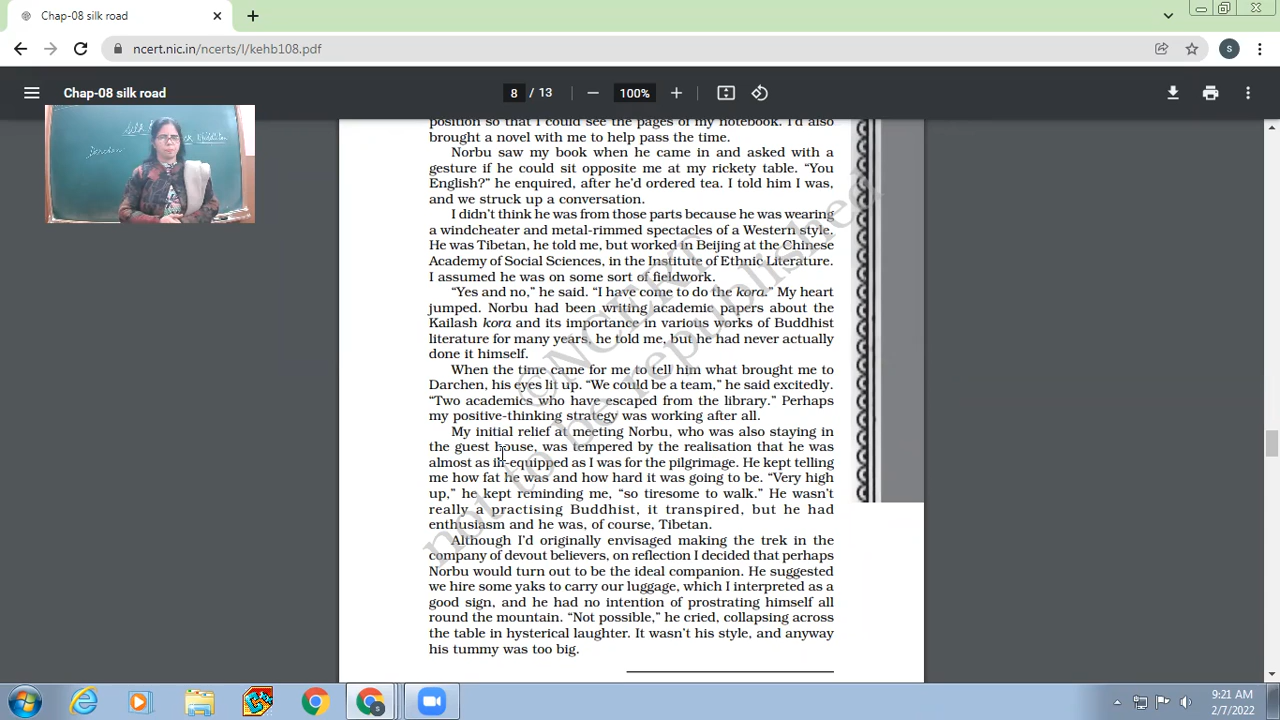 Chap-08 silk road
ncert.nic.in/ncerts/l/kehb108.pdf
S
Chap-08 silk road
8 / 13
100%
position so that I could see the pages of my notebook. I'd also
brought a novel with me to help pass the time.
Norbu saw my book when he came in and asked with a
gesture if he could sit opposite me at my rickety table. “You
English?” he enquired, after he'd ordered tea. I told him I was,
and we struck up a conversation.
I didn't think he was from those parts because he was wearing
a windcheater and metal-rimmed spectacles of a Western style.
He was Tibetan, he told me, but worked in Beijing at the Chinese
Academy of Social Sciences, in the Institute of Ethnic Literature.
I assumed he was on some sort of fieldwork.
“Yes and no,” he said. “I have come to do the kora.” My heart
jumped. Norbu had been writing academic papers about the
Kailash kora and its importance in various works of Buddhist
literature for many years, he told me, but he had never actually
done it himself.
When the time came for me to tell him what brought me to
Darchen, his eyes lit up. “We could be a team,” he said excitedly.
“Two academics who have escaped from the library.” Perhaps
my positive-thinking strategy was working after all.
My initial relief at meeting Norbu, who was also staying in
the guest house, was tempered by the realisation that he was
almost as ill-equipped as I was for the pilgrimage. He kept telling
me how fat he was and how hard it was going to be. “Very high
up,” he kept reminding me, “so tiresome to walk.” He wasn't
really a practising Buddhist, it transpired, but he had
enthusiasm and he was, of course, Tibetan.
Although I'd originally envisaged making the trek in the
company of devout believers, on reflection I decided that perhaps
Norbu would turn out to be the ideal companion. He suggested
we hire some yaks to carry our luggage, which I interpreted as a
good sign, and he had no intention of prostrating himself all
round the mountain. “Not possible,” he cried, collapsing across
the table in hysterical laughter. It wasn't his style, and anyway
his tummy was too big.
©NCERT
not to be republished
9:21 AM
2/7/2022